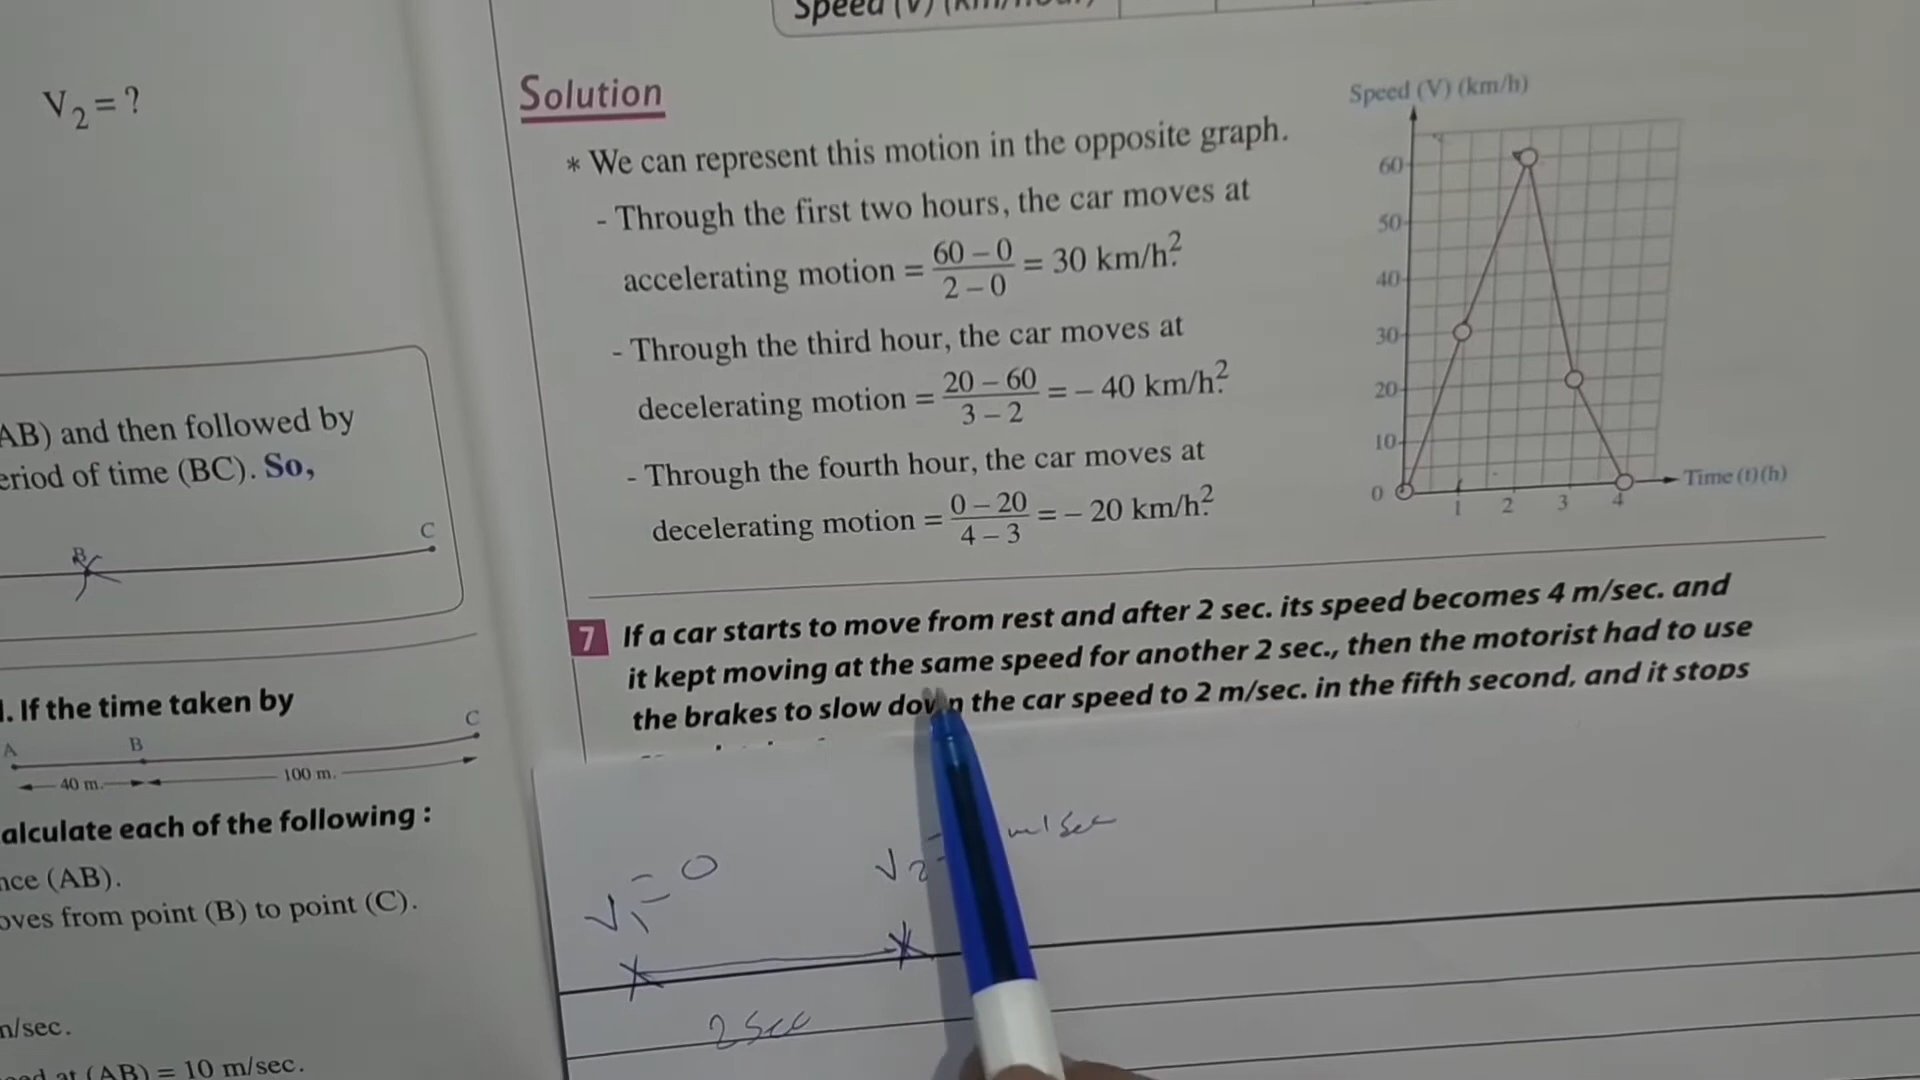 Speed (V) (km/hour)
V2 = ?
AB) and then followed by
eriod of time (BC). So,
B
C
. If the time taken by
A
B
C
40 m.
100 m.
alculate each of the following :
nce (AB).
oves from point (B) to point (C).
m/sec.
at (AB) = 10 m/sec.
Solution
* We can represent this motion in the opposite graph.
- Through the first two hours, the car moves at
accelerating motion = 60 – 0 / 2 – 0 = 30 km/h².
- Through the third hour, the car moves at
decelerating motion = 20 – 60 / 3 – 2 = – 40 km/h².
- Through the fourth hour, the car moves at
decelerating motion = 0 – 20 / 4 – 3 = – 20 km/h².
Speed (V) (km/h)
60
50
40
30
20
10
0
1 2 3 4
Time (t) (h)
7 If a car starts to move from rest and after 2 sec. its speed becomes 4 m/sec. and
it kept moving at the same speed for another 2 sec., then the motorist had to use
the brakes to slow down the car speed to 2 m/sec. in the fifth second, and it stops
V1 = 0
V2 = m/sec
2 sec